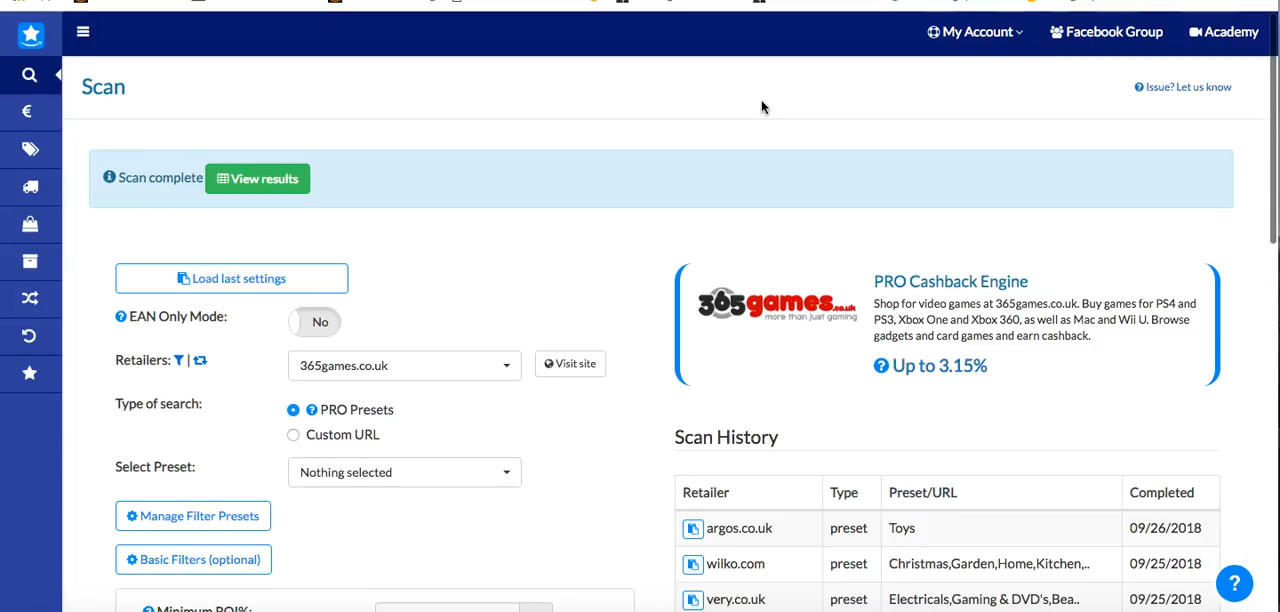 My Account
Facebook Group
Academy
Scan
Issue? Let us know
Scan complete
View results
Load last settings
EAN Only Mode:
No
Retailers:
|
365games.co.uk
Visit site
Type of search:
PRO Presets
Custom URL
Select Preset:
Nothing selected
Manage Filter Presets
Basic Filters (optional)
Minimum ROI%:
365games.co.uk
more than just gaming
PRO Cashback Engine
Shop for video games at 365games.co.uk. Buy games for PS4 and
PS3, Xbox One and Xbox 360, as well as Mac and Wii U. Browse
gadgets and card games and earn cashback.
Up to 3.15%
Scan History
Retailer Type Preset/URL Completed
argos.co.uk preset Toys 09/26/2018
wilko.com preset Christmas,Garden,Home,Kitchen,.. 09/25/2018
very.co.uk preset Electricals,Gaming & DVD's,Bea.. 09/25/2018
?